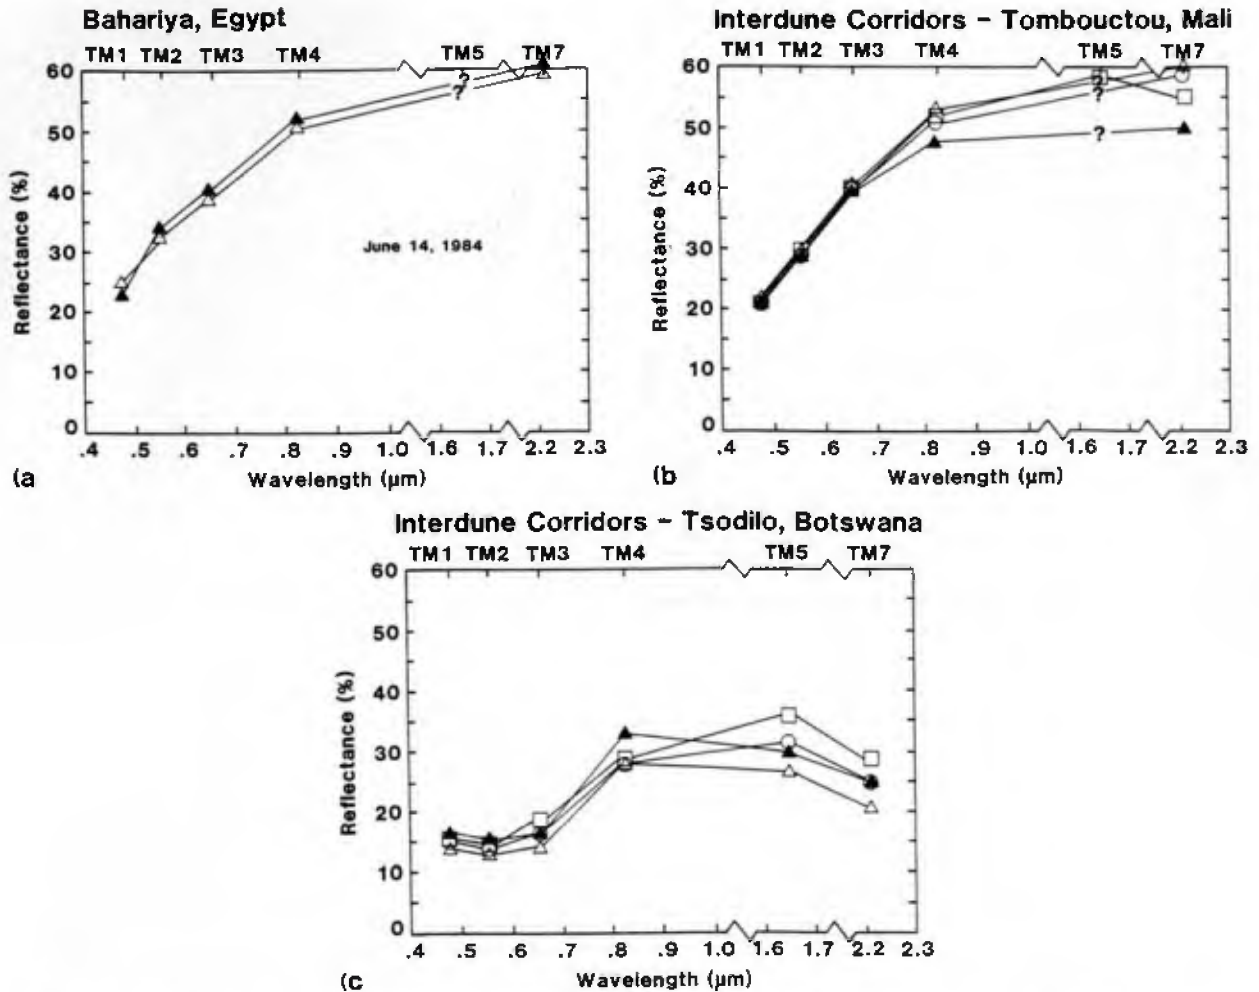 Bahariya, Egypt
TM1 TM2 TM3 TM4 TM5 TM7
60
50
40
30
20
10
0
Reflectance (%)
?
?
June 14, 1984
.4 .5 .6 .7 .8 1.0 1.6 1.7 2.2 2.3
Wavelength (µm)
(a
Interdune Corridors - Tombouctou, Mali
TM1 TM2 TM3 TM4 TM5 TM7
60
50
40
30
20
10
0
Reflectance (%)
?
?
?
.4 .5 .6 .7 .8 .9 1.0 1.6 1.7 2.2 2.3
Wavelength (µm)
(b
Interdune Corridors - Tsodilo, Botswana
TM1 TM2 TM3 TM4 TM5 TM7
60
50
40
30
20
10
0
Reflectance (%)
.4 .5 .6 .7 .8 .9 1.0 1.6 1.7 2.2 2.3
Wavelength (µm)
(c